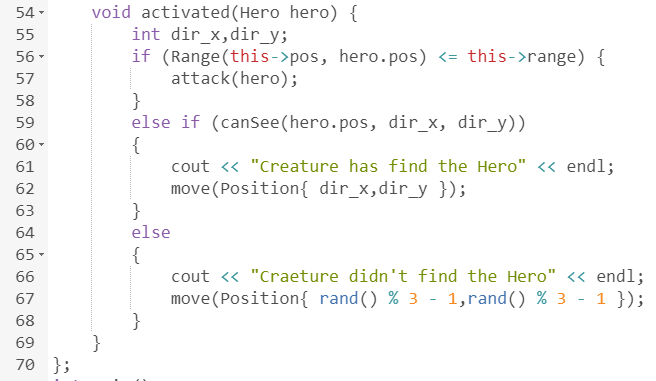 54 void activated(Hero hero) {
55 int dir_x,dir_y;
56 if (Range(this->pos, hero.pos) <= this->range) {
57 attack(hero);
58 }
59 else if (canSee(hero.pos, dir_x, dir_y))
60 {
61 cout << "Creature has find the Hero" << endl;
62 move(Position{ dir_x,dir_y });
63 }
64 else
65 {
66 cout << "Craeture didn't find the Hero" << endl;
67 move(Position{ rand() % 3 - 1,rand() % 3 - 1 });
68 }
69 }
70 };